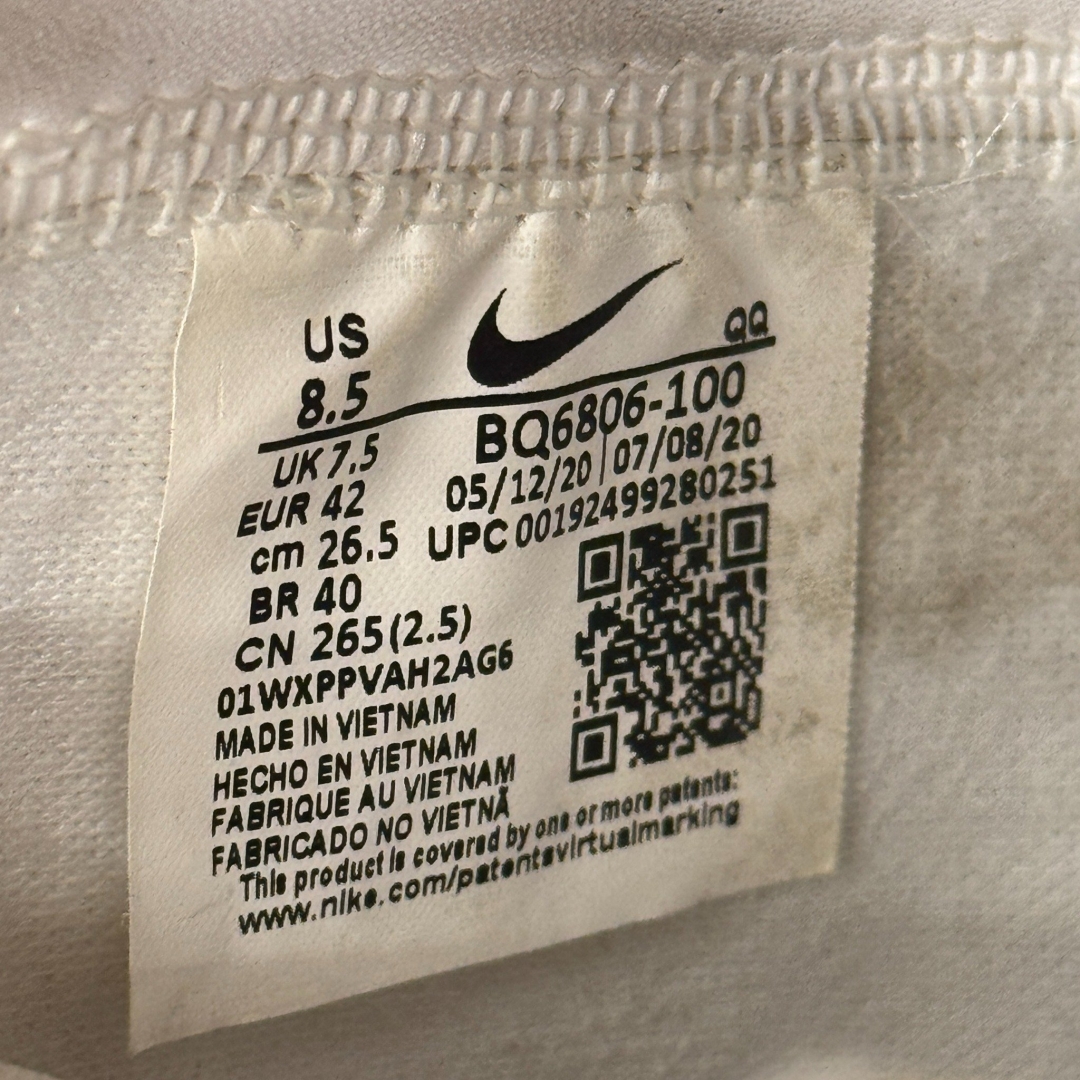 US
8.5
QQ
UK 7.5
EUR 42
cm 26.5
BR 40
CN 265(2.5)
BQ6806-100
05/12/20|07/08/20
UPC 00192499280251
01WXPPVAH2AG6
MADE IN VIETNAM
HECHO EN VIETNAM
FABRIQUE AU VIETNAM
FABRICADO NO VIETNÃ
This product is covered by one or more patents:
www.nike.com/patentsvirtualmarking